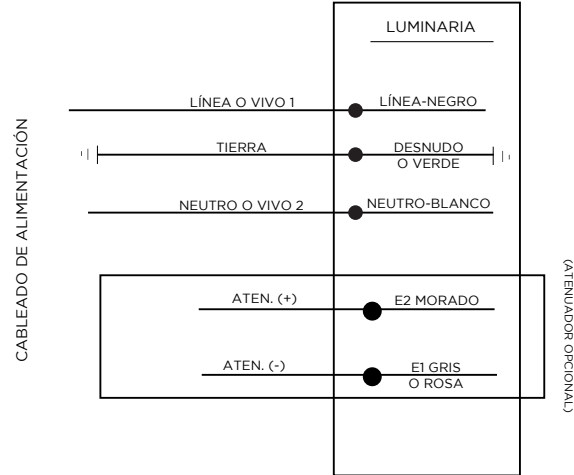 LUMINARIA
LÍNEA O VIVO 1
LÍNEA-NEGRO
TIERRA
DESNUDO
O VERDE
NEUTRO O VIVO 2
NEUTRO-BLANCO
CABLEADO DE ALIMENTACIÓN
ATEN. (+)
E2 MORADO
ATEN. (-)
E1 GRIS
O ROSA
(ATENUADOR OPCIONAL)